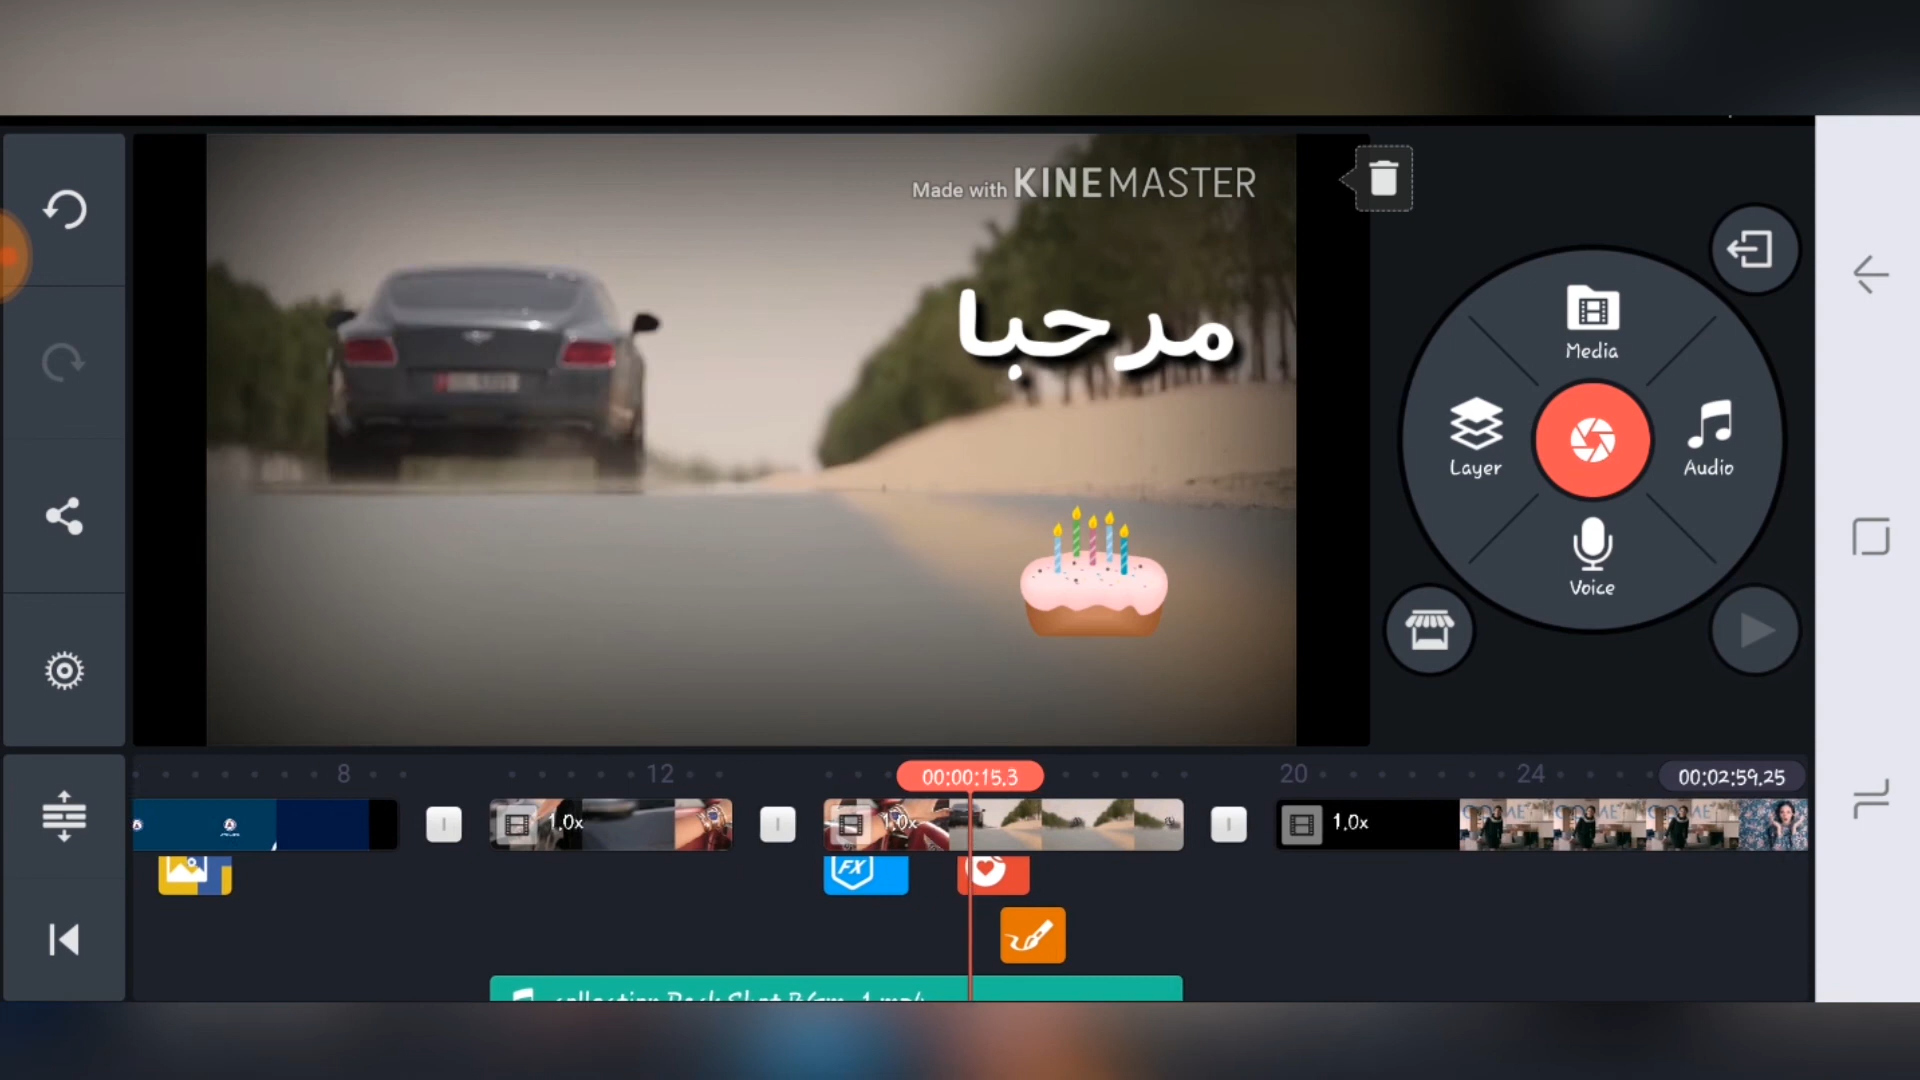 Made with KINEMASTER
مرحبا
Media
Layer
Audio
Voice
8
12
00:00:15.3
20
24
00:02:59.25
1.0x
1.0x
1.0x
FX